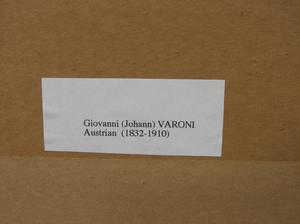 Giovanni (Johann) VARONI
Austrian (1832-1910)